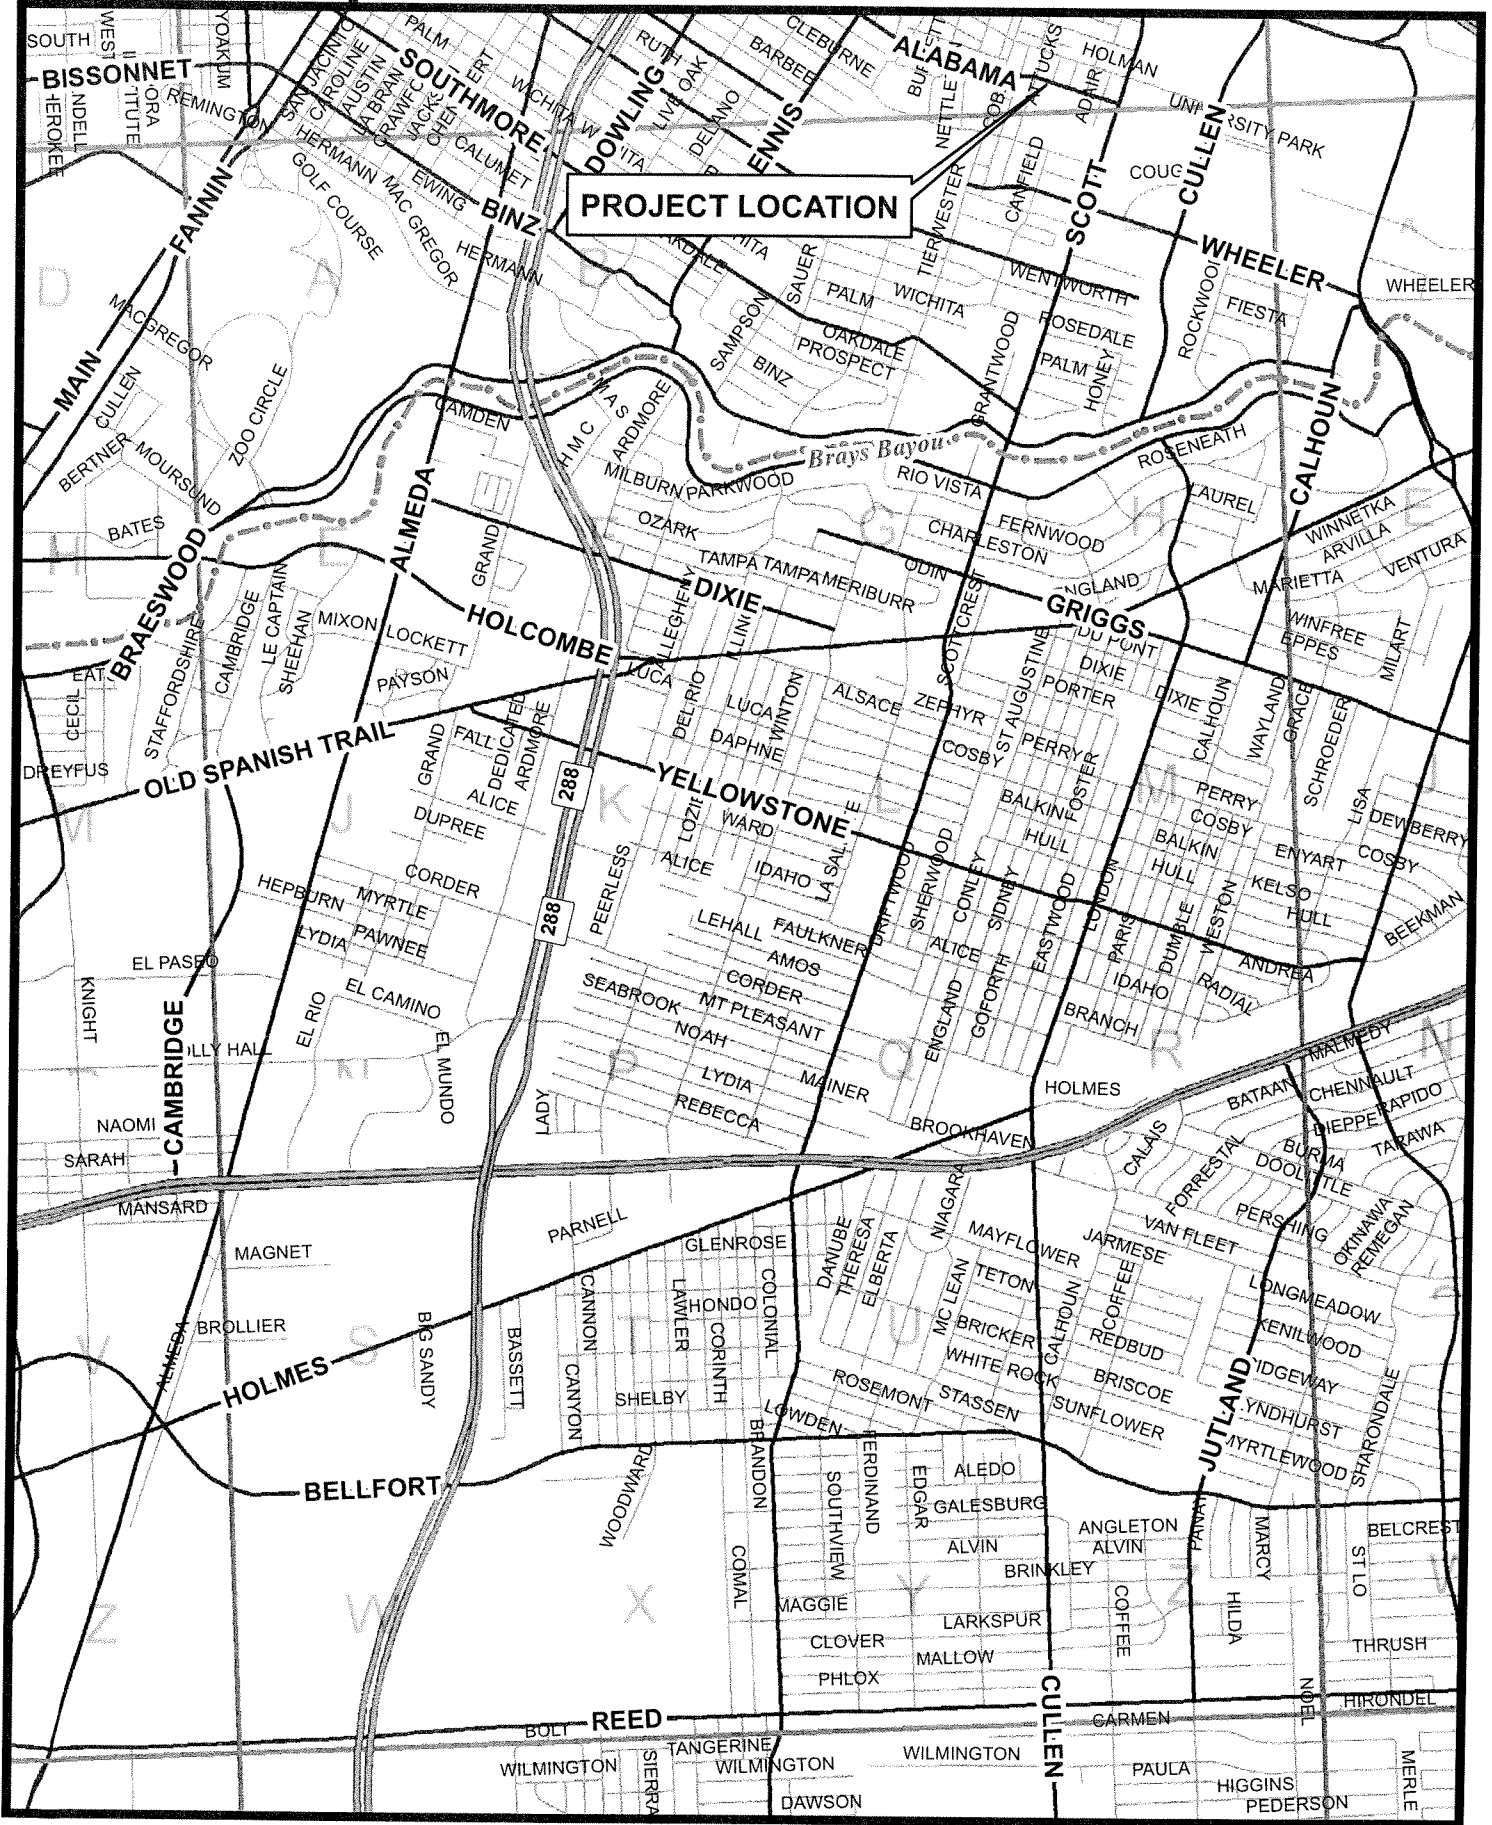 SOUTH
WEST
YOAKUM
BISSONNET
REMINGTON
SAN JACINTO
CAROLINE
AUSTIN
PALM
SOUTHMORE
WICHITA
RUTH
DOWLING
LIVE OAK
BARBEE
CLEBURNE
DELANO
ENNIS
ALABAMA
HOLMAN
ADAIR
CULLEN
SCOTT
CANFIELD
TIERWESTER
PROJECT LOCATION
HERMANN
GOLF COURSE
MAC GREGOR
EWING
CALUMET
BINZ
HERMANN
FANNIN
MAIN
MACGREGOR
CULLEN
BERTNER
MOURSUND
ZOO CIRCLE
BATES
BRAESWOOD
SAUER
SAMPSON
PALM
WICHITA
OAKDALE
PROSPECT
BINZ
WENTWORTH
ROSEDALE
PALM
HONEY
GRANTWOOD
WHEELER
WHEELER
ROCKWOOD
FIESTA
CALHOUN
CAMDEN
H M C
M A S
ARDMORE
Brays Bayou
MILBURN
PARKWOOD
RIO VISTA
ROSENEATH
LAUREL
WINNETKA
ARVILLA
VENTURA
MARIETTA
ALMEDA
GRAND
OZARK
TAMPA
TAMPA
MERIBURR
CHARLESTON
FERNWOOD
ODIN
ENGLAND
GRIGGS
DIXIE
HOLCOMBE
MIXON
LOCKETT
PAYSON
CAMBRIDGE
LE CAPTAIN
SHEEHAN
STAFFORDSHIRE
CECIL
DREYFUS
OLD SPANISH TRAIL
LUCA
DEL RIO
LUCA
WINTON
DAPHNE
ALSACE
ZEPHYR
SCOTTCREST
ST AUGUSTINE
COSBY
PERRY
DU PONT
DIXIE
PORTER
DIXIE
CALHOUN
WAYLAND
GRACE
SCHROEDER
WINFREE
EPPES
MILART
LISA
DEWBERRY
COSBY
GRAND
FALL
DEDICATED
ARDMORE
ALICE
DUPREE
288
YELLOWSTONE
WARD
ALICE
IDAHO
PEERLESS
BALKIN
HULL
FOSTER
PERRY
COSBY
BALKIN
HULL
ENYART
KELSO
HULL
BEEKMAN
HEPBURN
MYRTLE
CORDER
LYDIA
PAWNEE
288
LEHALL
FAULKNER
AMOS
CORDER
MT PLEASANT
SEABROOK
NOAH
DRIFTWOOD
SHERWOOD
CONLEY
SIDNEY
ALICE
EASTWOOD
LONDON
PARIS
DUMBLE
WESTON
IDAHO
RADIAL
ANDREA
BRANCH
ENGLAND
GOFORTH
EL PASEO
KNIGHT
CAMBRIDGE
EL RIO
EL CAMINO
EL MUNDO
LADY
LYDIA
REBECCA
MAINER
HOLMES
BROOKHAVEN
MALMEDY
BATAAN
CHENNAULT
DIEPPE
RAPIDO
TARAWA
NAOMI
SARAH
MANSARD
MAGNET
BROLLIER
ALMEDA
HOLMES
BIG SANDY
BASSETT
PARNELL
CANNON
CANYON
GLENROSE
LAWLER
HONDO
CORINTH
COLONIAL
SHELBY
DANUBE
THERESA
ELBERTA
NIAGARA
MAYFLOWER
TETON
MC LEAN
BRICKER
WHITE ROCK
CALHOUN
COFFEE
JARMESE
VAN FLEET
CALAIS
FORRESTAL
BURMA
DOOLITTLE
PERSHING
OKINAWA
REMEGAN
LONGMEADOW
KENILWOOD
REDBUD
BRISCOE
SUNFLOWER
ROSEMONT
STASSEN
LOWDEN
JUTLAND
SHARONDALE
MYRTLEWOOD
BELLFORT
WOODWARD
BRANDON
COMAL
SOUTHVIEW
FERDINAND
EDGAR
ALEDO
GALESBURG
ALVIN
ANGLETON
ALVIN
BRINKLEY
PANAY
MARCY
BELCREST
ST LO
MAGGIE
CLOVER
PHLOX
LARKSPUR
MALLOW
COFFEE
HILDA
THRUSH
NOEL
HIRONDEL
CULLEN
REED
BOLT
CARMEN
WILMINGTON
SIERRA
TANGERINE
WILMINGTON
WILMINGTON
DAWSON
PAULA
HIGGINS
PEDERSON
MERLE